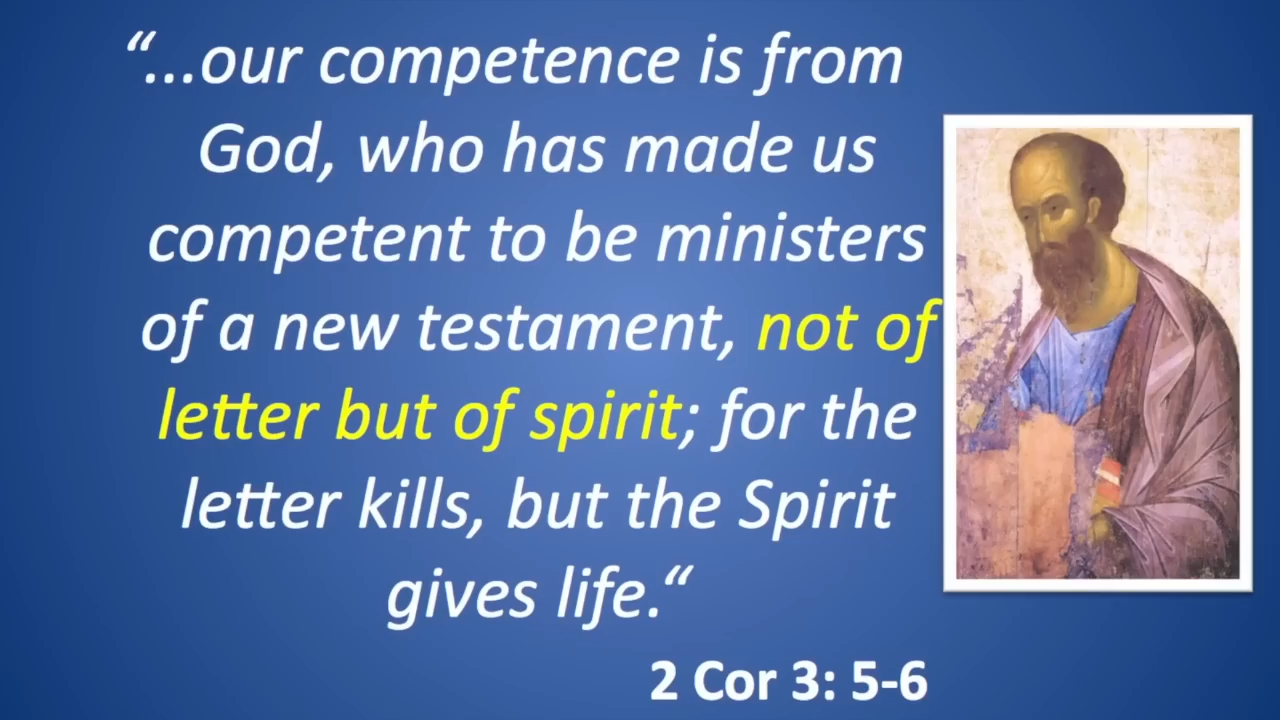 “...our competence is from
God, who has made us
competent to be ministers
of a new testament, not of
letter but of spirit; for the
letter kills, but the Spirit
gives life.“
2 Cor 3: 5-6